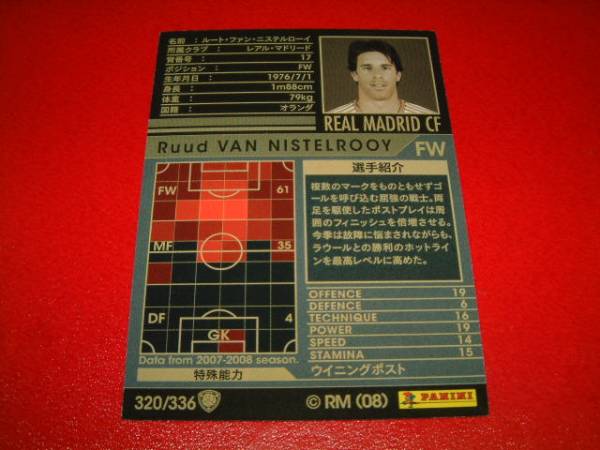 名前 : ルート・ファン・ニステルローイ
所属クラブ : レアル・マドリード
背番号 : 17
ポジション : FW
生年月日 : 1976/7/1
身長 : 1m88cm
体重 : 79kg
国籍 : オランダ
REAL MADRID CF
Ruud VAN NISTELROOY
FW
FW 61
MF 35
DF 4
GK
Data from 2007-2008 season.
選手紹介
複数のマークをものともせずゴ
ールを呼び込む屈強の戦士。両
足を駆使したポストプレイは周
囲のフィニッシュを倍増させる。
今季は故障に悩まされながらも、
ラウールとの勝利のホットライ
ンを最高レベルに高めた。
OFFENCE 19
DEFENCE 6
TECHNIQUE 16
POWER 19
SPEED 14
STAMINA 15
特殊能力
ウイニングポスト
320/336
© RM (08)
PANINI